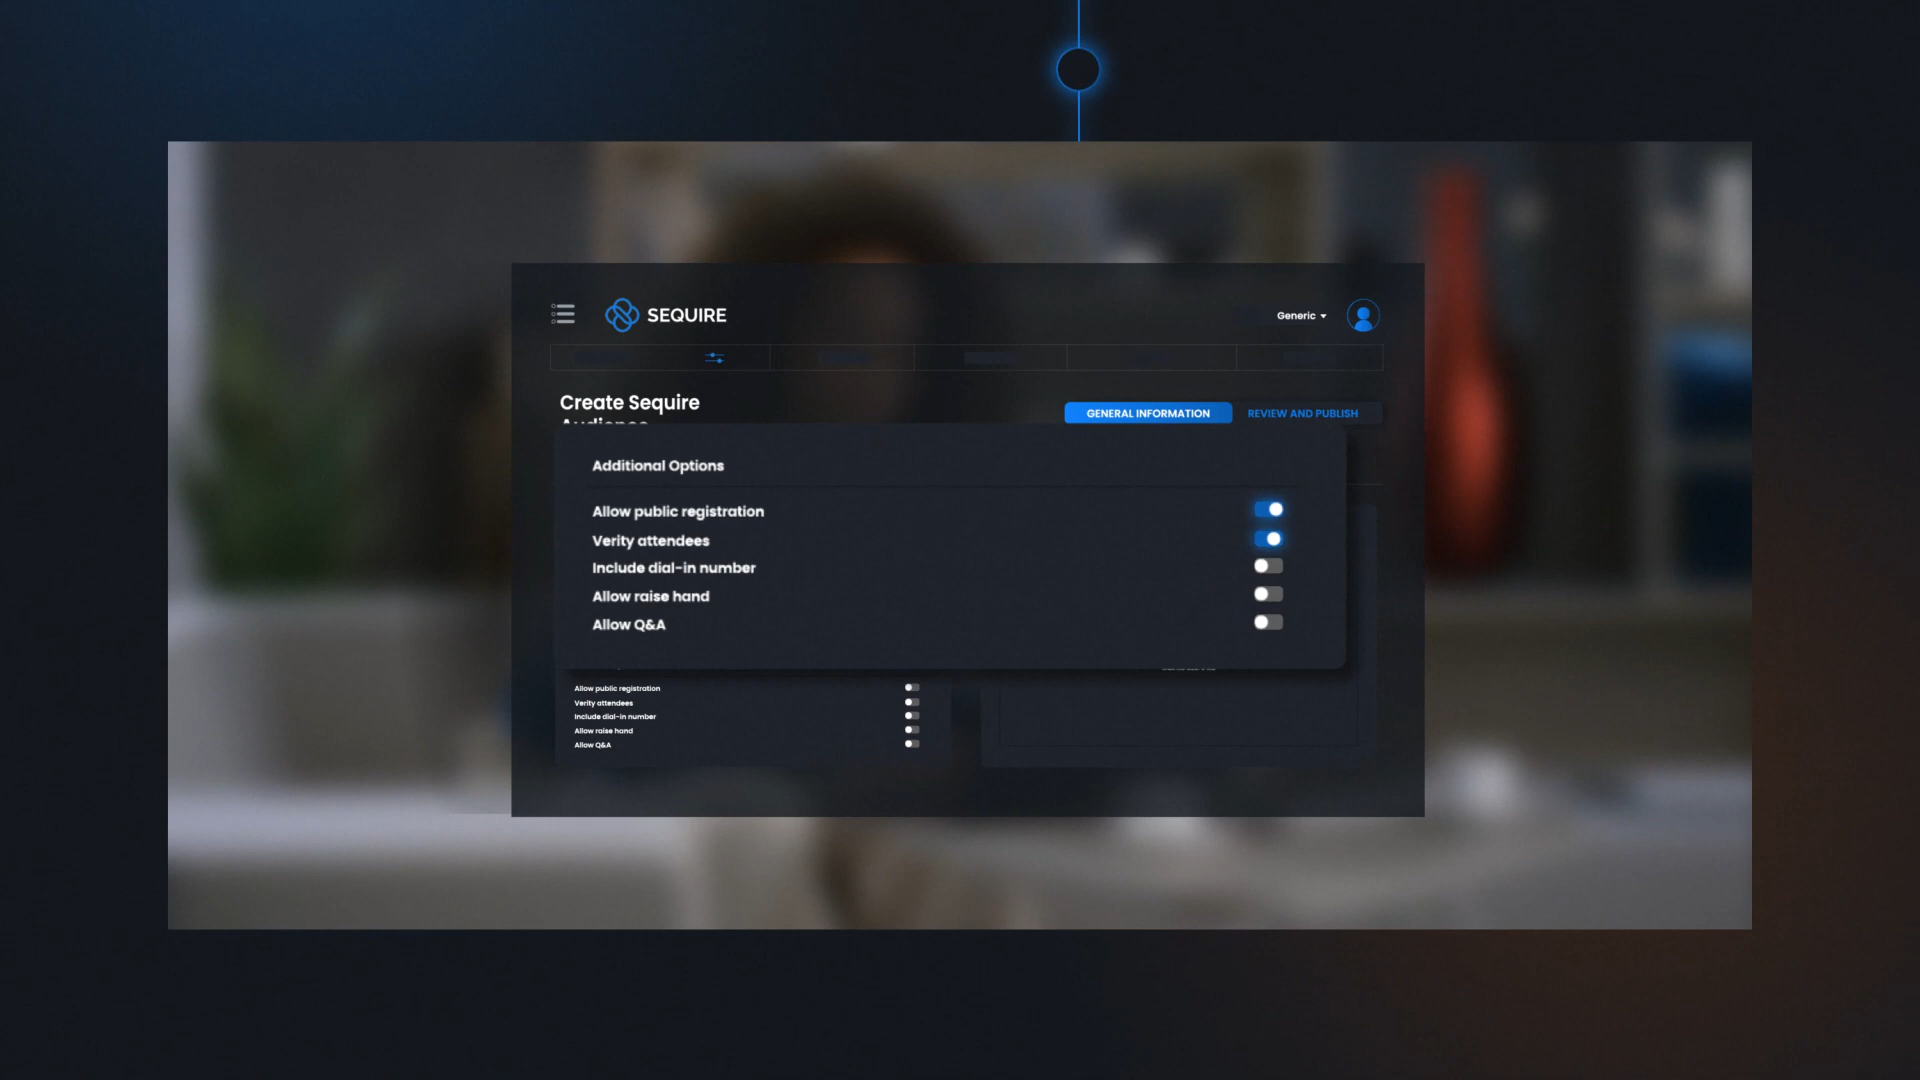 SEQUIRE
Generic
Create Sequire
Audience
GENERAL INFORMATION
REVIEW AND PUBLISH
Additional Options
Allow public registration
Verity attendees
Include dial-in number
Allow raise hand
Allow Q&A
Allow public registration
Verity attendees
Include dial-in number
Allow raise hand
Allow Q&A